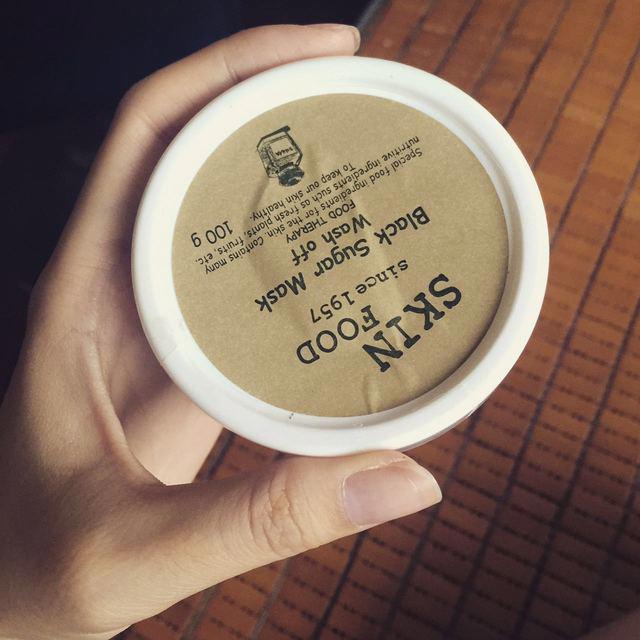 SKIN
FOOD
since 1957
Black Sugar Mask
Wash off
FOOD THERAPY
Special food ingredients for the skin. Contains many
nutritive ingredients such as fresh plants, fruits, etc.
To keep our skin healthy.
100 g